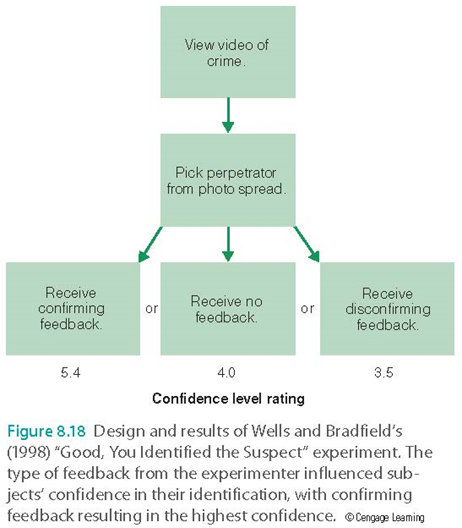 View video of
crime.
Pick perpetrator
from photo spread.
Receive
confirming
feedback.
or
Receive no
feedback.
or
Receive
disconfirming
feedback.
5.4
4.0
3.5
Confidence level rating
Figure 8.18 Design and results of Wells and Bradfield's
(1998) “Good, You Identified the Suspect” experiment. The
type of feedback from the experimenter influenced sub-
jects' confidence in their identification, with confirming
feedback resulting in the highest confidence. © Cengage Learning